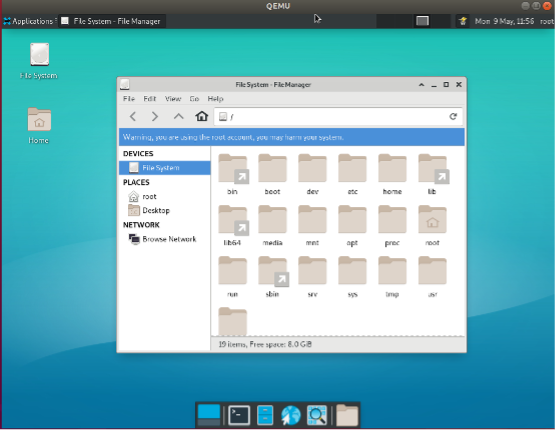 QEMU
Applications
File System - File Manager
Mon 9 May, 11:56
root
File System
Home
File System - File Manager
File Edit View Go Help
/
Warning, you are using the root account, you may harm your system.
DEVICES
File System
PLACES
root
Desktop
NETWORK
Browse Network
bin boot dev etc home lib
lib64 media mnt opt proc root
run sbin srv sys tmp usr
19 items, Free space: 8.0 GiB